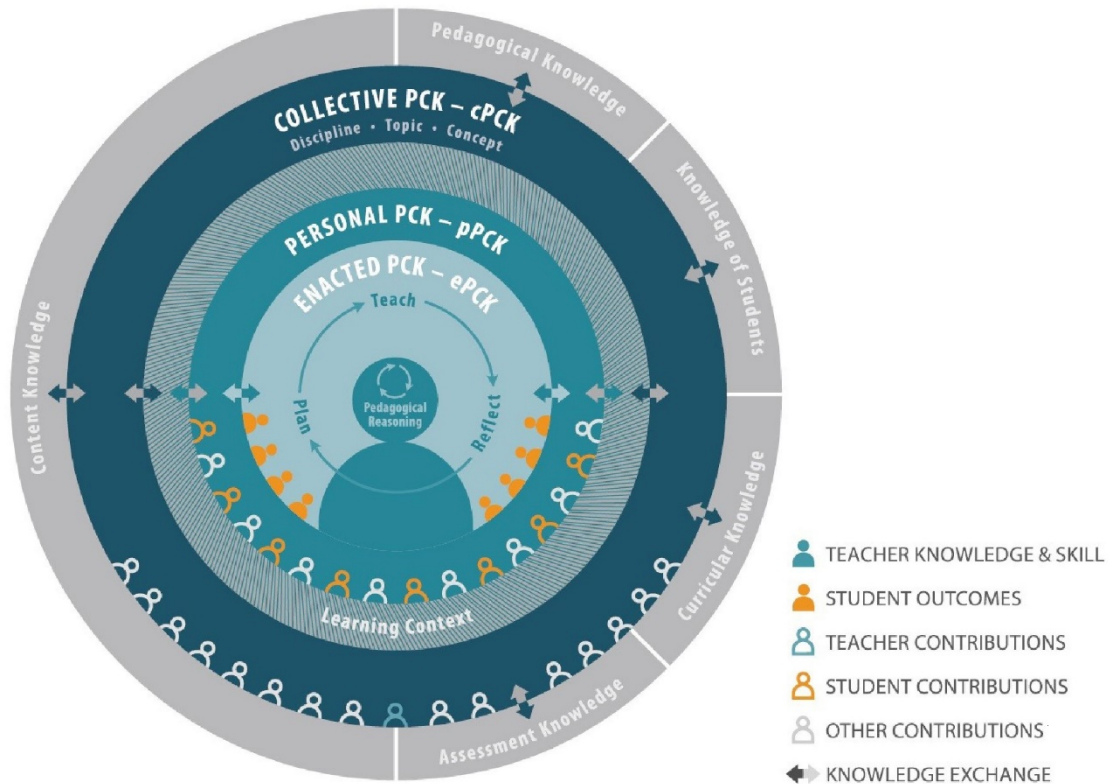 Pedagogical Knowledge
COLLECTIVE PCK – cPCK
Discipline • Topic • Concept
Knowledge of Students
PERSONAL PCK – pPCK
ENACTED PCK – ePCK
Teach
Content Knowledge
Pedagogical
Reasoning
Plan
Reflect
Curricular Knowledge
Learning Context
Assessment Knowledge
TEACHER KNOWLEDGE & SKILL
STUDENT OUTCOMES
TEACHER CONTRIBUTIONS
STUDENT CONTRIBUTIONS
OTHER CONTRIBUTIONS
KNOWLEDGE EXCHANGE